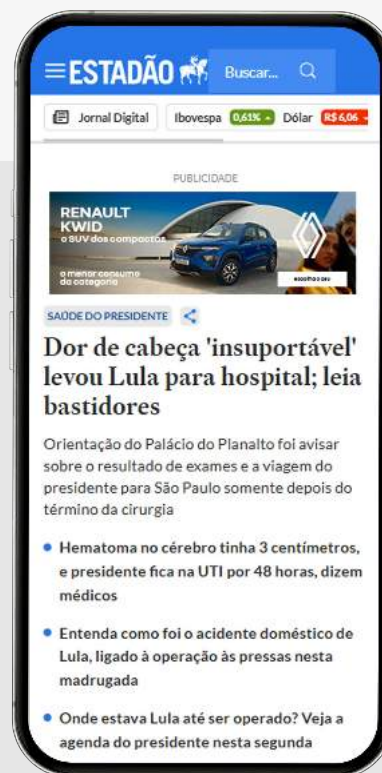 ESTADÃO
Buscar...
Jornal Digital
Ibovespa 0,61%
Dólar R$6,06
PUBLICIDADE
RENAULT
KWID
o SUV dos compactos
o menor consumo
da categoria
SAÚDE DO PRESIDENTE
Dor de cabeça 'insuportável'
levou Lula para hospital; leia
bastidores
Orientação do Palácio do Planalto foi avisar
sobre o resultado de exames e a viagem do
presidente para São Paulo somente depois do
término da cirurgia
Hematoma no cérebro tinha 3 centímetros,
e presidente fica na UTI por 48 horas, dizem
médicos
Entenda como foi o acidente doméstico de
Lula, ligado à operação às pressas nesta
madrugada
Onde estava Lula até ser operado? Veja a
agenda do presidente nesta segunda